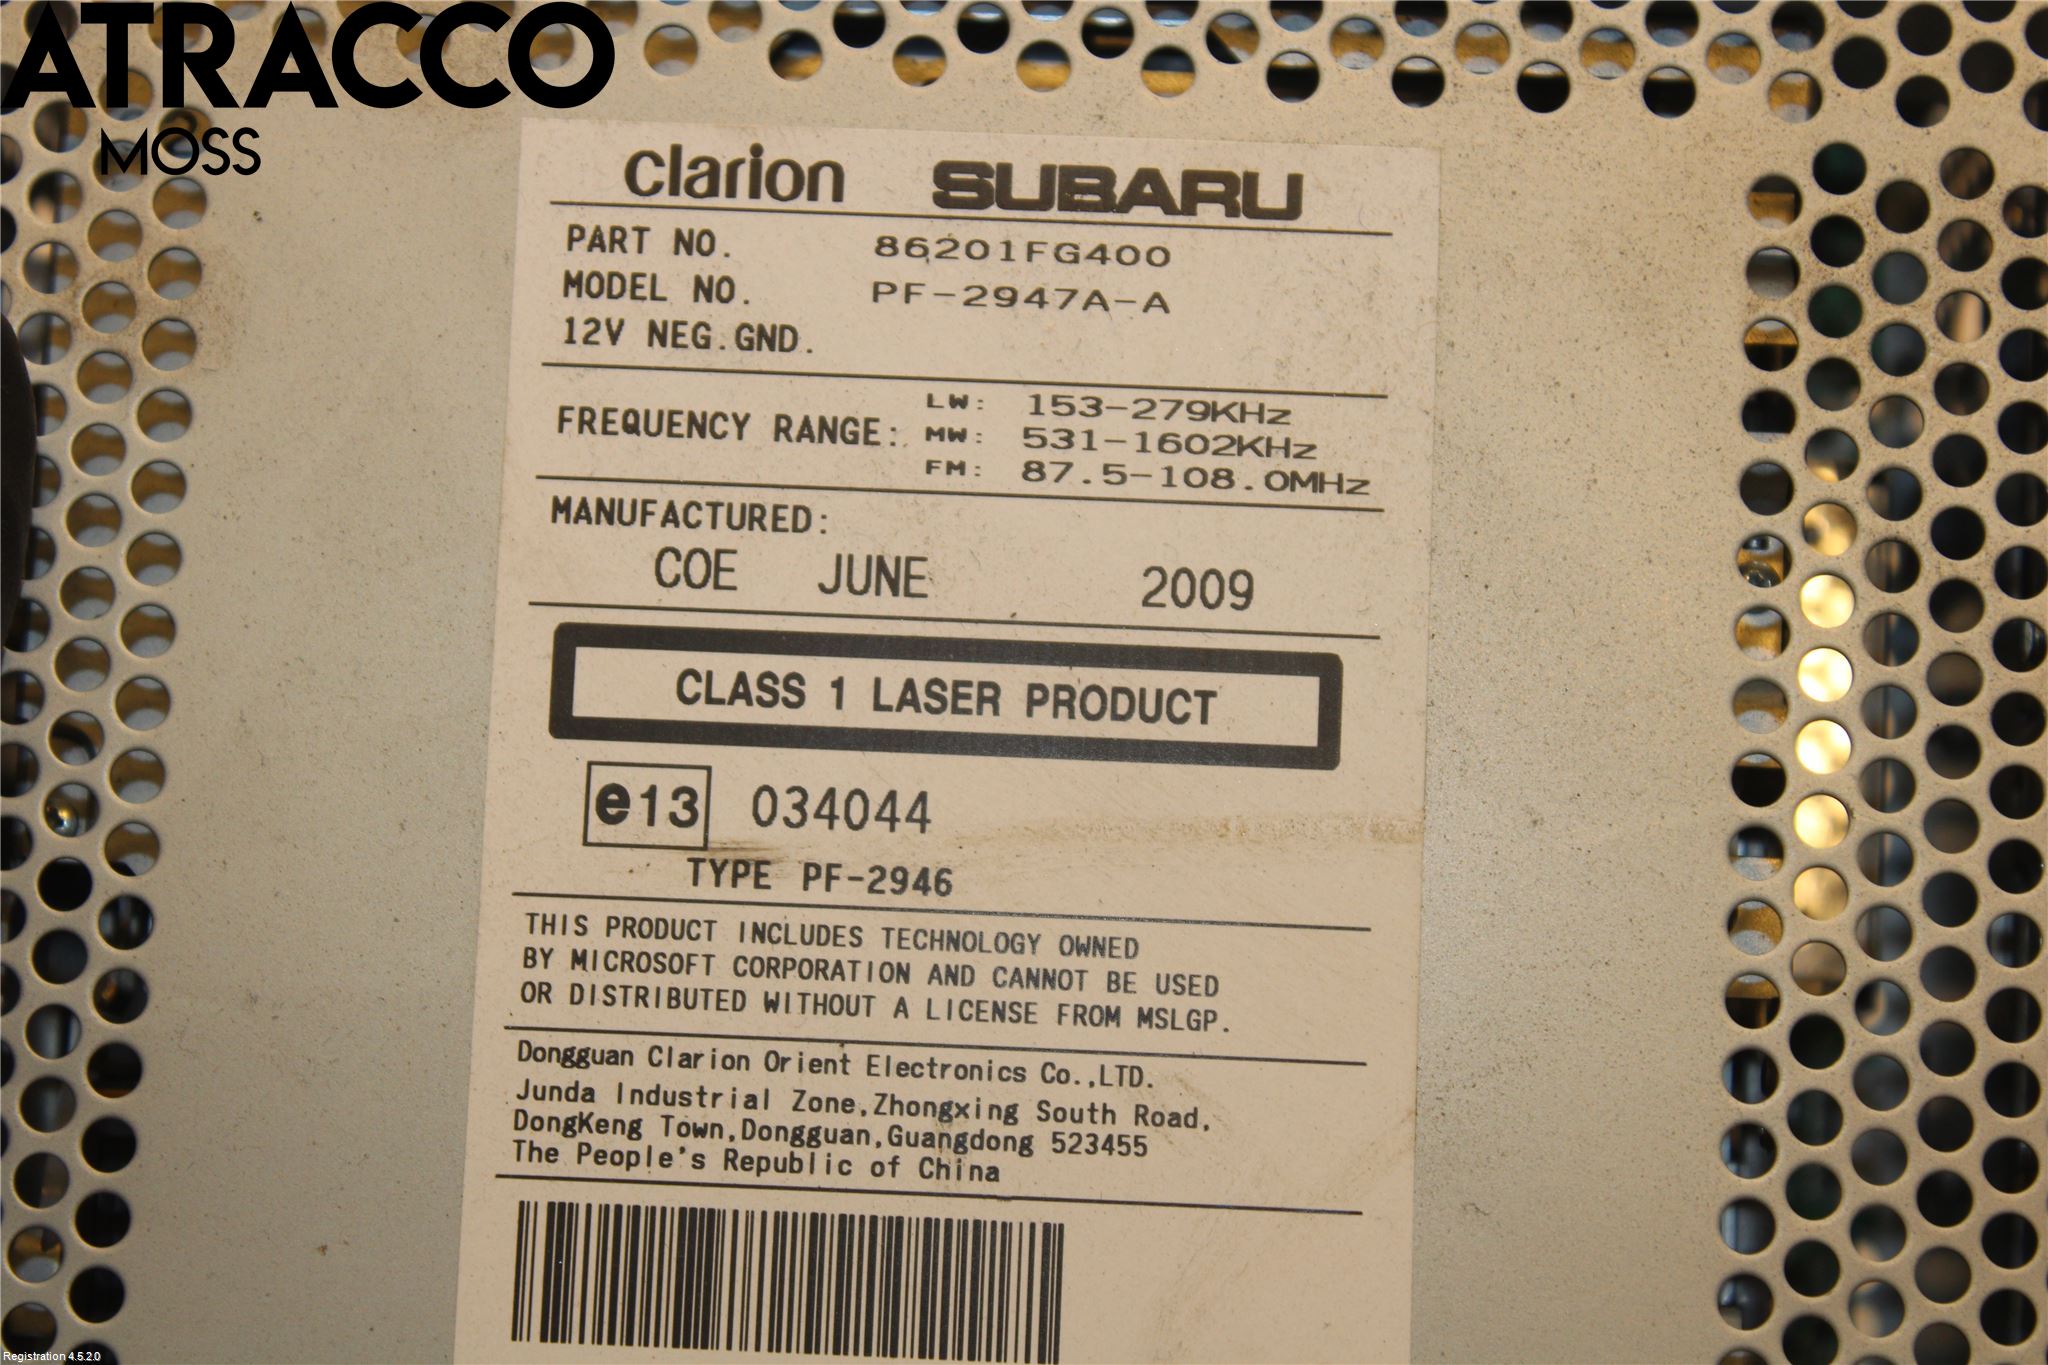 ATRACCO
MOSS
clarion SUBARU
PART NO. 86201FG400
MODEL NO. PF-2947A-A
12V NEG.GND.
FREQUENCY RANGE: LW: 153-279KHz
MW: 531-1602KHz
FM: 87.5-108.0MHz
MANUFACTURED:
COE JUNE 2009
CLASS 1 LASER PRODUCT
e13 034044
TYPE PF-2946
THIS PRODUCT INCLUDES TECHNOLOGY OWNED
BY MICROSOFT CORPORATION AND CANNOT BE USED
OR DISTRIBUTED WITHOUT A LICENSE FROM MSLGP.
Dongguan Clarion Orient Electronics Co.,LTD.
Junda Industrial Zone,Zhongxing South Road,
DongKeng Town,Dongguan,Guangdong 523455
The People's Republic of China
Registration 4.5.2.0